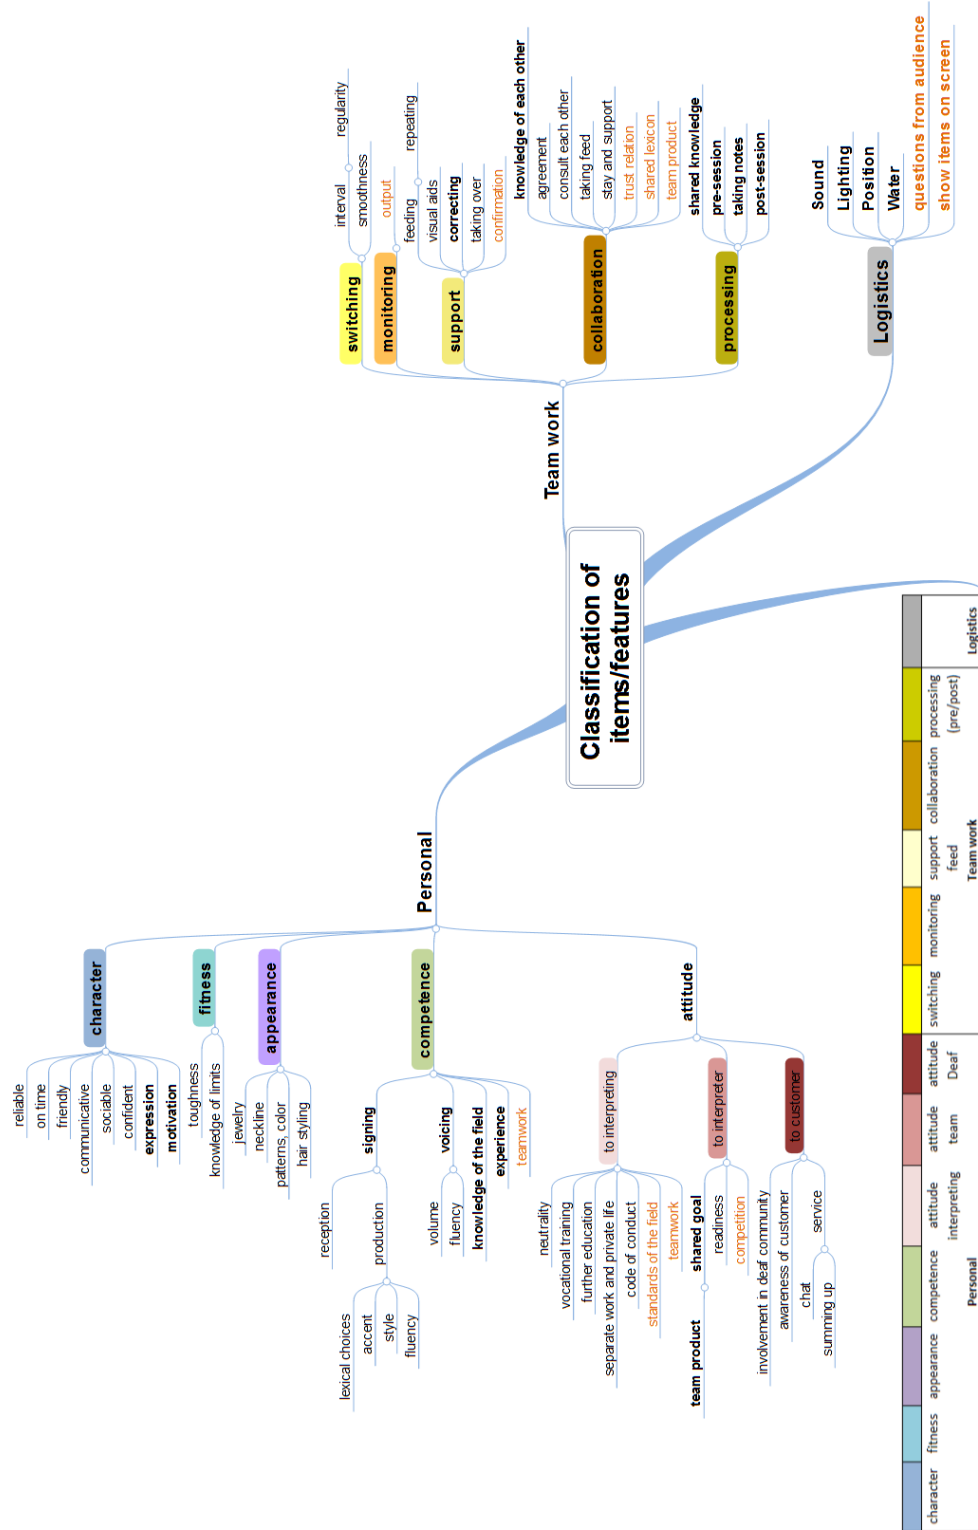 Classification of
items/features
Personal
character
reliable
on time
friendly
communicative
sociable
confident
expression
motivation
fitness
toughness
knowledge of limits
appearance
jewelry
neckline
patterns, color
hair styling
competence
signing
reception
production
lexical choices
accent
style
fluency
voicing
volume
fluency
knowledge of the field
experience
teamwork
attitude
to interpreting
neutrality
vocational training
further education
separate work and private life
code of conduct
standards of the field
teamwork
to interpreter
shared goal
team product
readiness
competition
to customer
involvement in deaf community
awareness of customer
service
chat
summing up
Team work
switching
interval
regularity
smoothness
monitoring
output
support
feeding
repeating
visual aids
correcting
taking over
confirmation
collaboration
knowledge of each other
agreement
consult each other
taking feed
stay and support
trust relation
shared lexicon
team product
processing
shared knowledge
pre-session
taking notes
post-session
Logistics
Sound
Lighting
Position
Water
questions from audience
show items on screen
character fitness appearance competence attitude attitude attitude switching monitoring support collaboration processing
interpreting team Deaf feed (pre/post)
Personal Team work Logistics